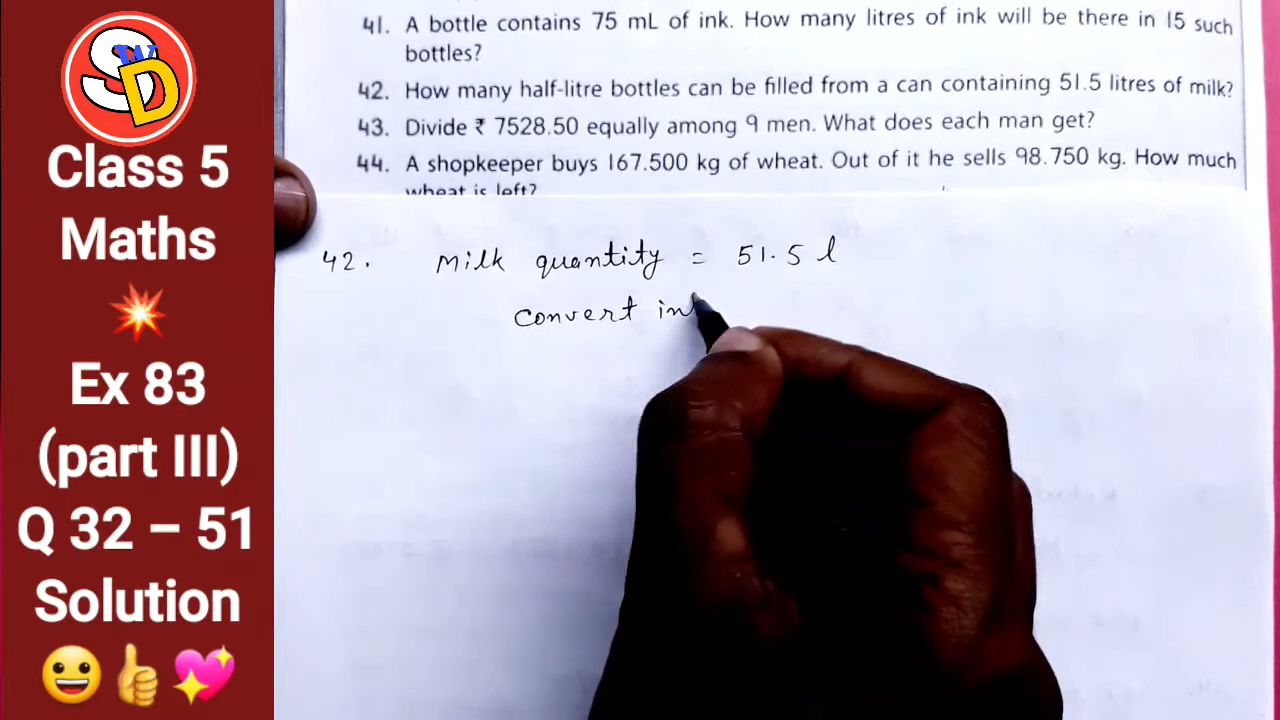 SWD
Class 5
Maths
Ex 83
(part III)
Q 32 – 51
Solution
41. A bottle contains 75 mL of ink. How many litres of ink will be there in 15 such
bottles?
42. How many half-litre bottles can be filled from a can containing 51.5 litres of milk?
43. Divide ₹ 7528.50 equally among 9 men. What does each man get?
44. A shopkeeper buys 167.500 kg of wheat. Out of it he sells 98.750 kg. How much
wheat is left?
42. Milk quantity = 51.5 l
convert in